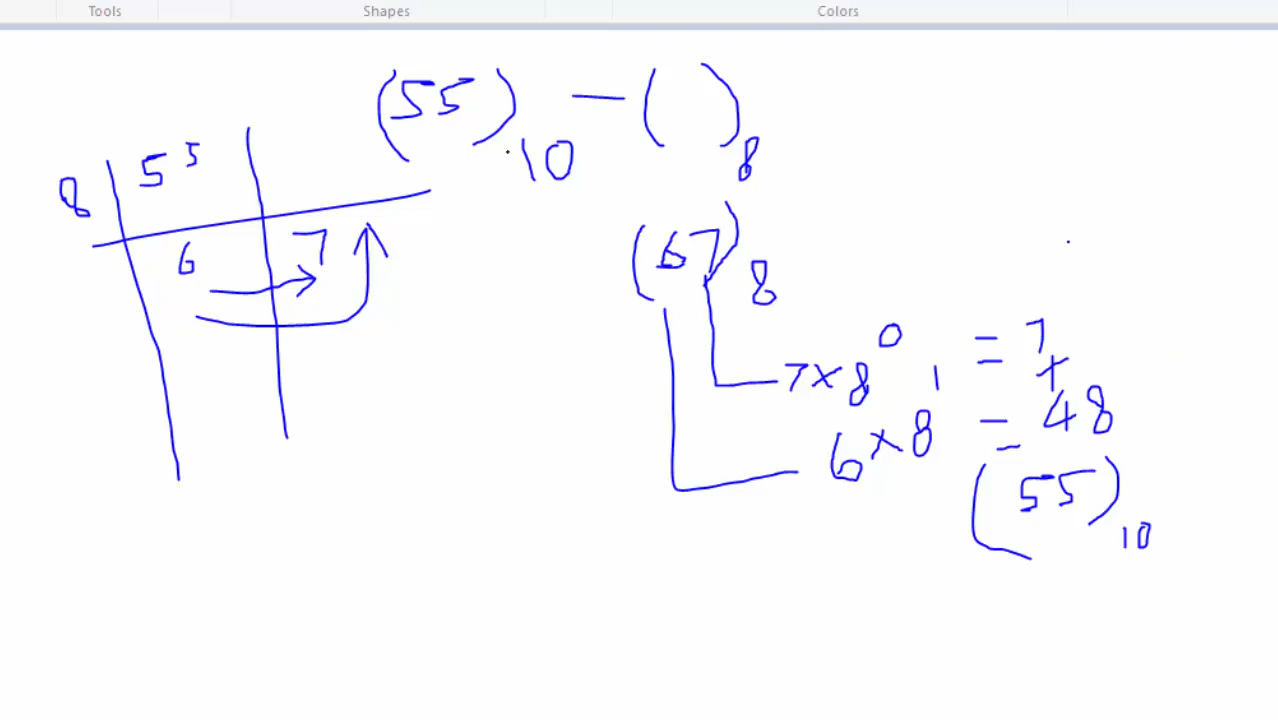 Tools Shapes Colors
(55)₁₀ — ( )₈
8 | 55
6 → 7
(67)₈
7×8⁰ = 7
+
6×8¹ = 48
(55)₁₀